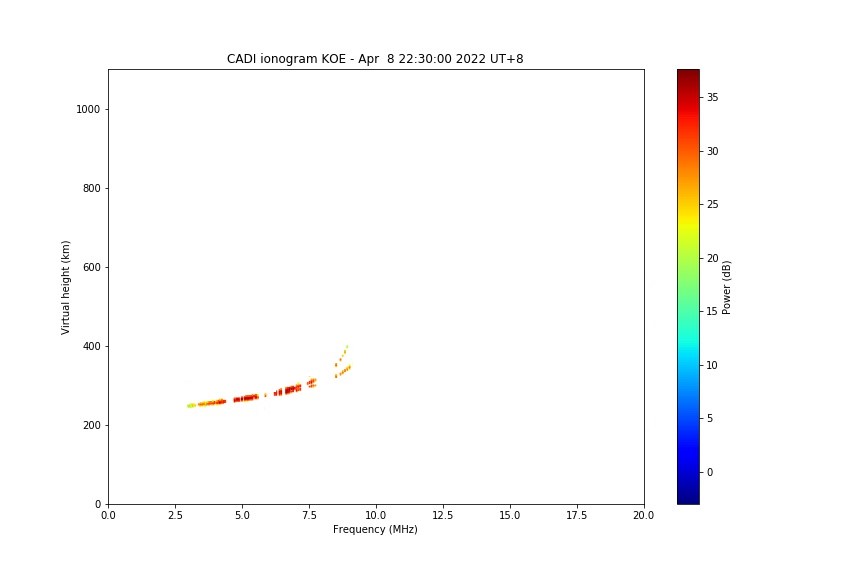 CADI ionogram KOE - Apr  8 22:30:00 2022 UT+8
1000
800
600
400
200
0
Virtual height (km)
0.0 2.5 5.0 7.5 10.0 12.5 15.0 17.5 20.0
Frequency (MHz)
35
30
25
20
15
10
5
0
Power (dB)